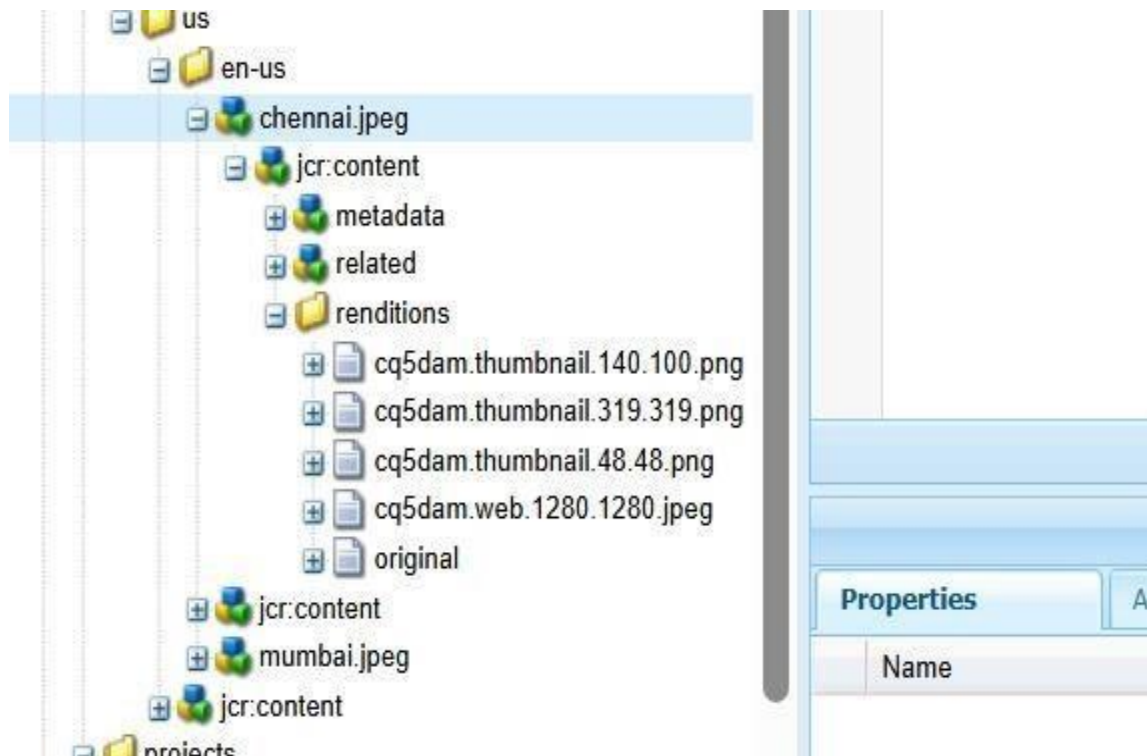 us
en-us
chennai.jpeg
jcr:content
metadata
related
renditions
cq5dam.thumbnail.140.100.png
cq5dam.thumbnail.319.319.png
cq5dam.thumbnail.48.48.png
cq5dam.web.1280.1280.jpeg
original
jcr:content
mumbai.jpeg
jcr:content
projects
Properties
A
Name